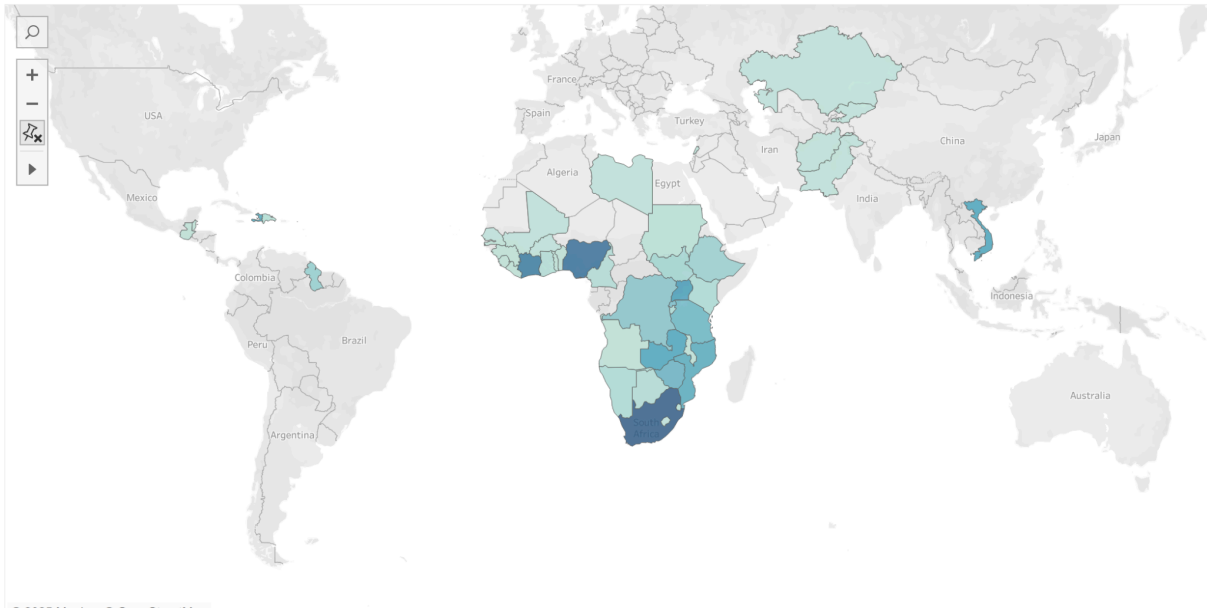 USA
Mexico
Colombia
Peru
Brazil
Argentina
France
Spain
Turkey
Algeria
Egypt
Iran
China
Japan
India
Indonesia
South
Africa
Australia